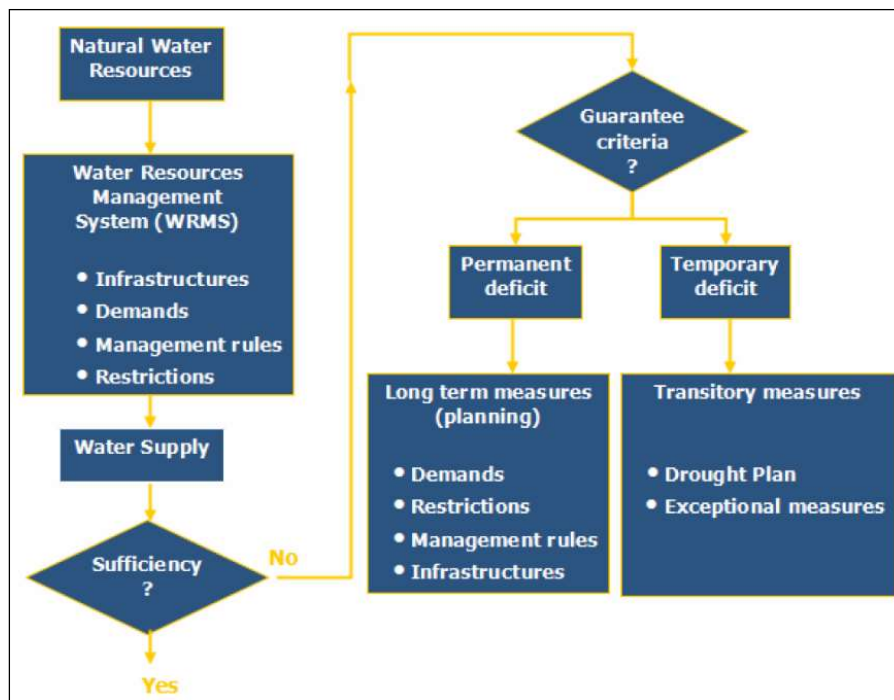 Natural Water
Resources
Water Resources
Management
System (WRMS)
• Infrastructures
• Demands
• Management rules
• Restrictions
Water Supply
Sufficiency
?
No
Yes
Guarantee
criteria
?
Permanent
deficit
Temporary
deficit
Long term measures
(planning)
• Demands
• Restrictions
• Management rules
• Infrastructures
Transitory measures
• Drought Plan
• Exceptional measures